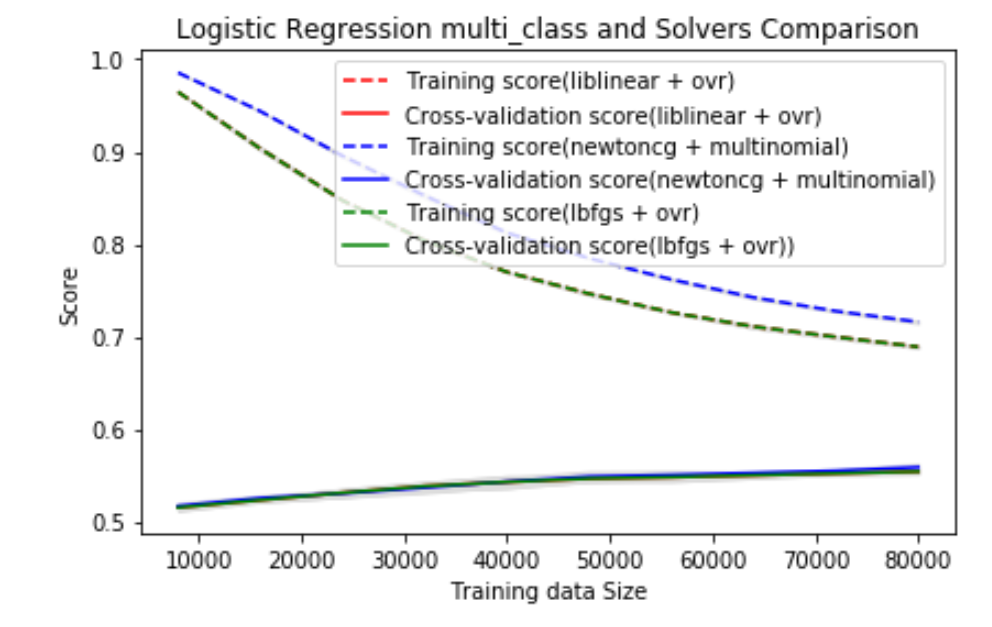 Logistic Regression multi_class and Solvers Comparison
1.0
0.9
0.8
0.7
0.6
0.5
Score
Training score(liblinear + ovr)
Cross-validation score(liblinear + ovr)
Training score(newtoncg + multinomial)
Cross-validation score(newtoncg + multinomial)
Training score(lbfgs + ovr)
Cross-validation score(lbfgs + ovr))
10000 20000 30000 40000 50000 60000 70000 80000
Training data Size